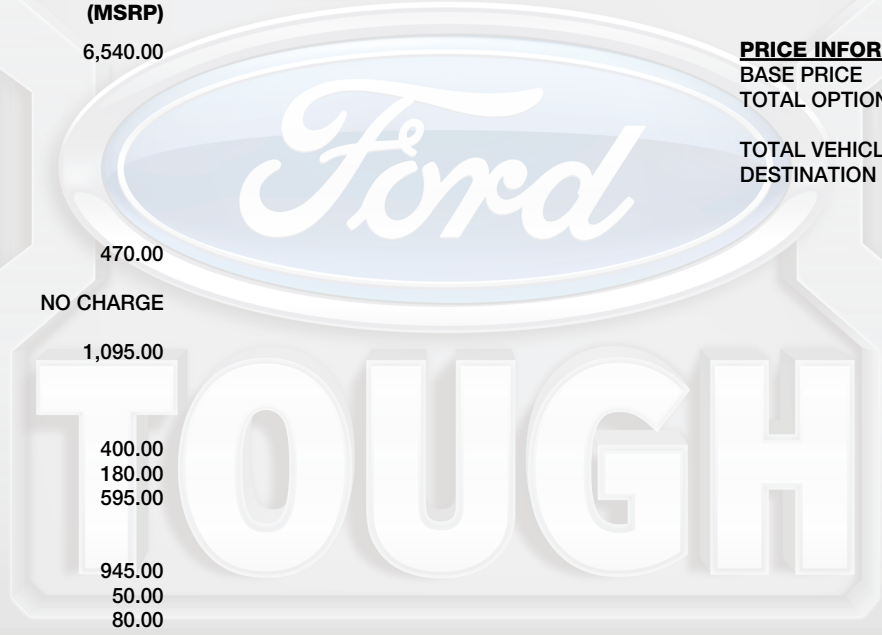 (MSRP)
6,540.00
470.00
NO CHARGE
1,095.00
400.00
180.00
595.00
945.00
50.00
80.00
PRICE INFOR
BASE PRICE
TOTAL OPTION
TOTAL VEHICL
DESTINATION
Ford
TOUGH